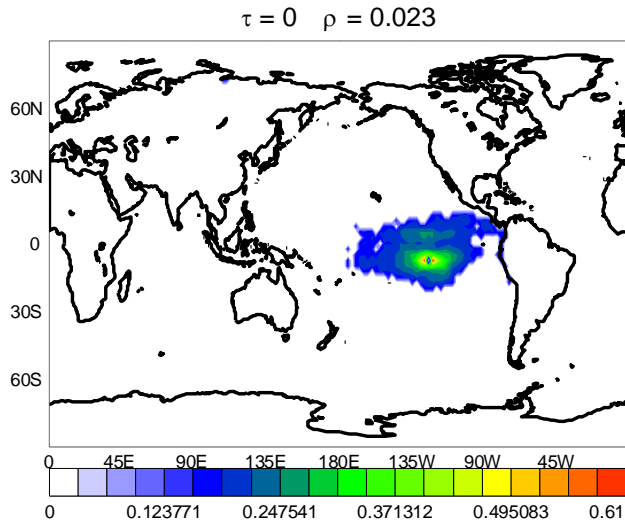 τ = 0 ρ = 0.023
60N
30N
0
30S
60S
0 45E 90E 135E 180E 135W 90W 45W
0 0.123771 0.247541 0.371312 0.495083 0.61